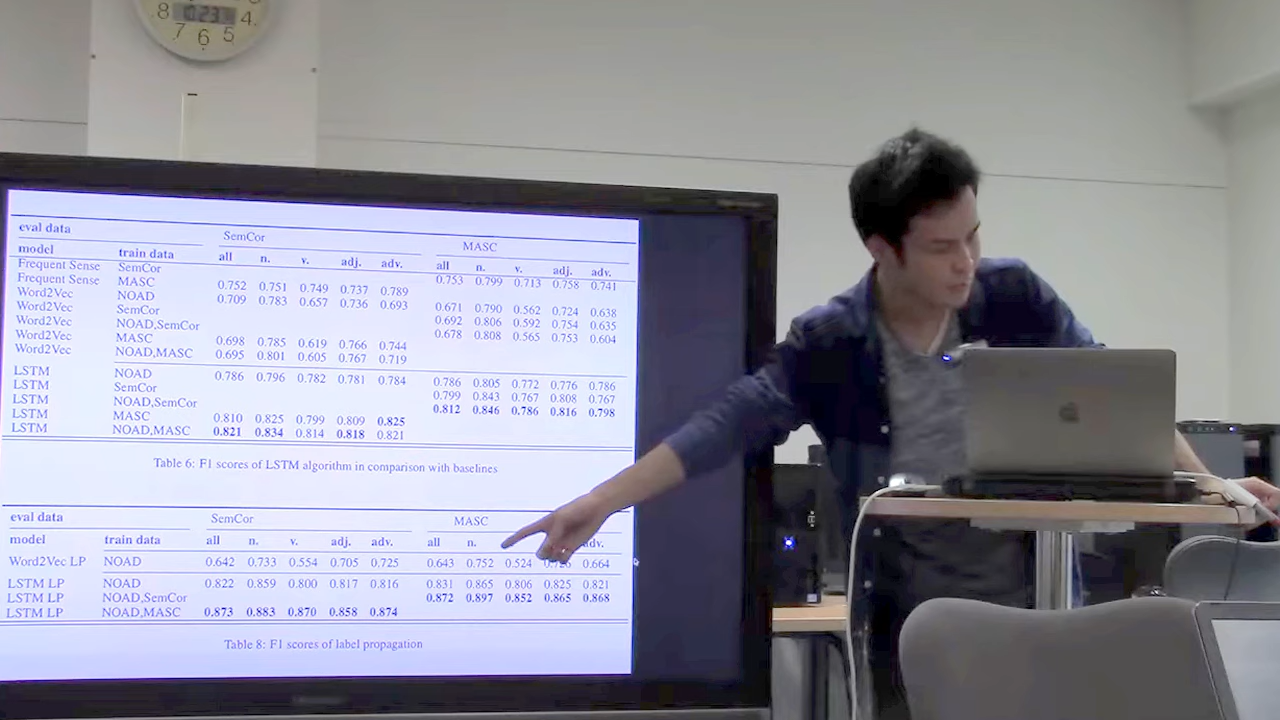 8 10:23 4
7 6 5
eval data SemCor MASC
model train data all n. v. adj. adv. all n. v. adj. adv.
Frequent Sense SemCor 0.753 0.799 0.713 0.758 0.741
Frequent Sense MASC 0.752 0.751 0.749 0.737 0.789
Word2Vec NOAD 0.709 0.783 0.657 0.736 0.693 0.671 0.790 0.562 0.724 0.638
Word2Vec SemCor 0.692 0.806 0.592 0.754 0.635
Word2Vec NOAD,SemCor 0.678 0.808 0.565 0.753 0.604
Word2Vec MASC 0.698 0.785 0.619 0.766 0.744
Word2Vec NOAD,MASC 0.695 0.801 0.605 0.767 0.719
LSTM NOAD 0.786 0.796 0.782 0.781 0.784 0.786 0.805 0.772 0.776 0.786
LSTM SemCor 0.799 0.843 0.767 0.808 0.767
LSTM NOAD,SemCor 0.812 0.846 0.786 0.816 0.798
LSTM MASC 0.810 0.825 0.799 0.809 0.825
LSTM NOAD,MASC 0.821 0.834 0.814 0.818 0.821
Table 6: F1 scores of LSTM algorithm in comparison with baselines
eval data SemCor MASC
model train data all n. v. adj. adv. all n. adv.
Word2Vec LP NOAD 0.642 0.733 0.554 0.705 0.725 0.643 0.752 0.524 0.664
LSTM LP NOAD 0.822 0.859 0.800 0.817 0.816 0.831 0.865 0.806 0.825 0.821
LSTM LP NOAD,SemCor 0.872 0.897 0.852 0.865 0.868
LSTM LP NOAD,MASC 0.873 0.883 0.870 0.858 0.874
Table 8: F1 scores of label propagation